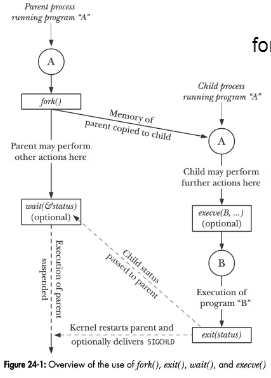 Parent process
running program “A”
for
A
Child process
running program “A”
fork()
Memory of
parent copied to child
A
Parent may perform
other actions here
Child may perform
further actions here
wait(&status)
(optional)
execve(B, ...)
(optional)
Child status
passed to parent
B
Execution of parent
suspended
Execution of
program “B”
Kernel restarts parent and
optionally delivers SIGCHLD
exit(status)
Figure 24-1: Overview of the use of fork(), exit(), wait(), and execve()